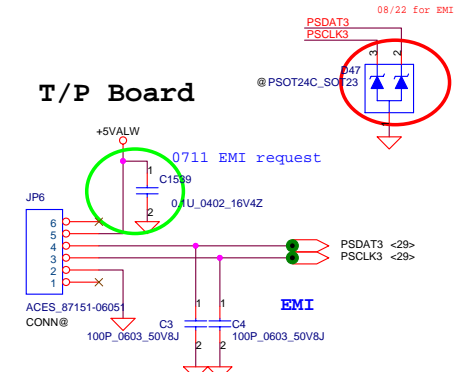 08/22 for EMI
PSDAT3
PSCLK3
3
2
D47
@PSOT24C_SOT23
1
T/P Board
+5VALW
0711 EMI request
1
C1539
0.1U_0402_16V4Z
2
JP6
6
5
4
3
2
1
PSDAT3 <29>
PSCLK3 <29>
ACES_87151-06051
CONN@
EMI
1
1
C3
C4
100P_0603_50V8J
100P_0603_50V8J
2
2